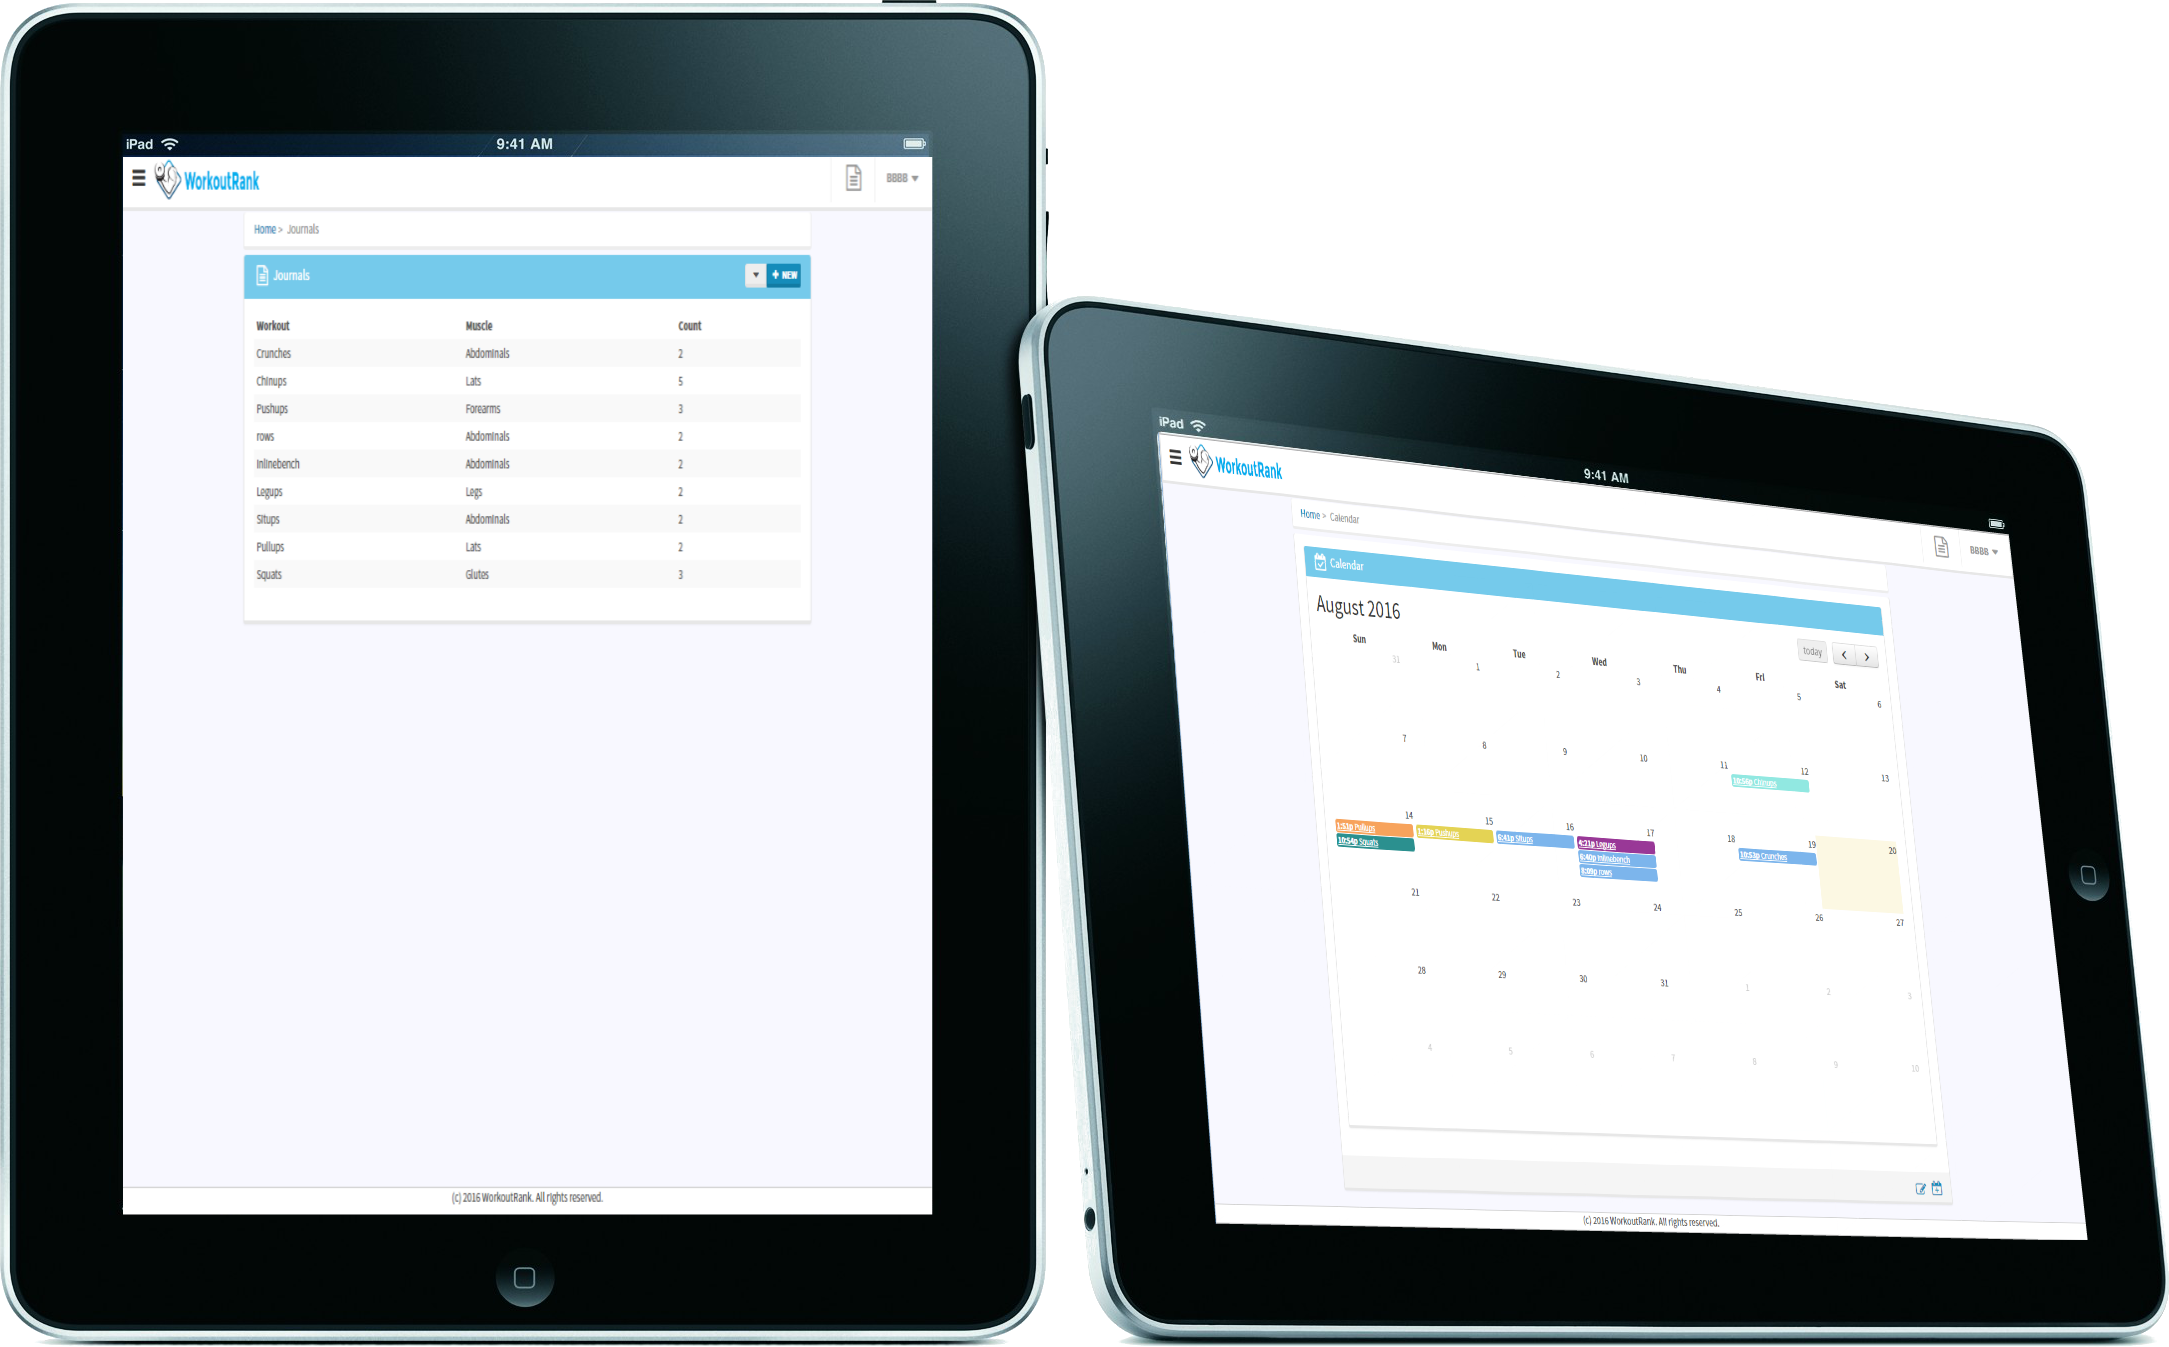 iPad 9:41 AM
WorkoutRank BBBB
Home > Journals
Journals + NEW
Workout Muscle Count
Crunches Abdominals 2
Chinups Lats 5
Pushups Forearms 3
rows Abdominals 2
Inlinebench Abdominals 2
Legups Legs 2
Situps Abdominals 2
Pullups Lats 2
Squats Glutes 3
(c) 2016 WorkoutRank. All rights reserved.
iPad 9:41 AM
WorkoutRank BBBB
Home > Calendar
Calendar
August 2016
today < >
Sun Mon Tue Wed Thu Fri Sat
31 1 2 3 4 5 6
7 8 9 10 11 12 13
10:56p Chinups
14 15 16 17 18 19 20
1:51p Pullups 1:16p Pushups 6:41p Situps 4:21p Legups 10:53p Crunches
10:54p Squats 6:40p Inlinebench
8:09p rows
21 22 23 24 25 26 27
28 29 30 31 1 2 3
4 5 6 7 8 9 10
(c) 2016 WorkoutRank. All rights reserved.